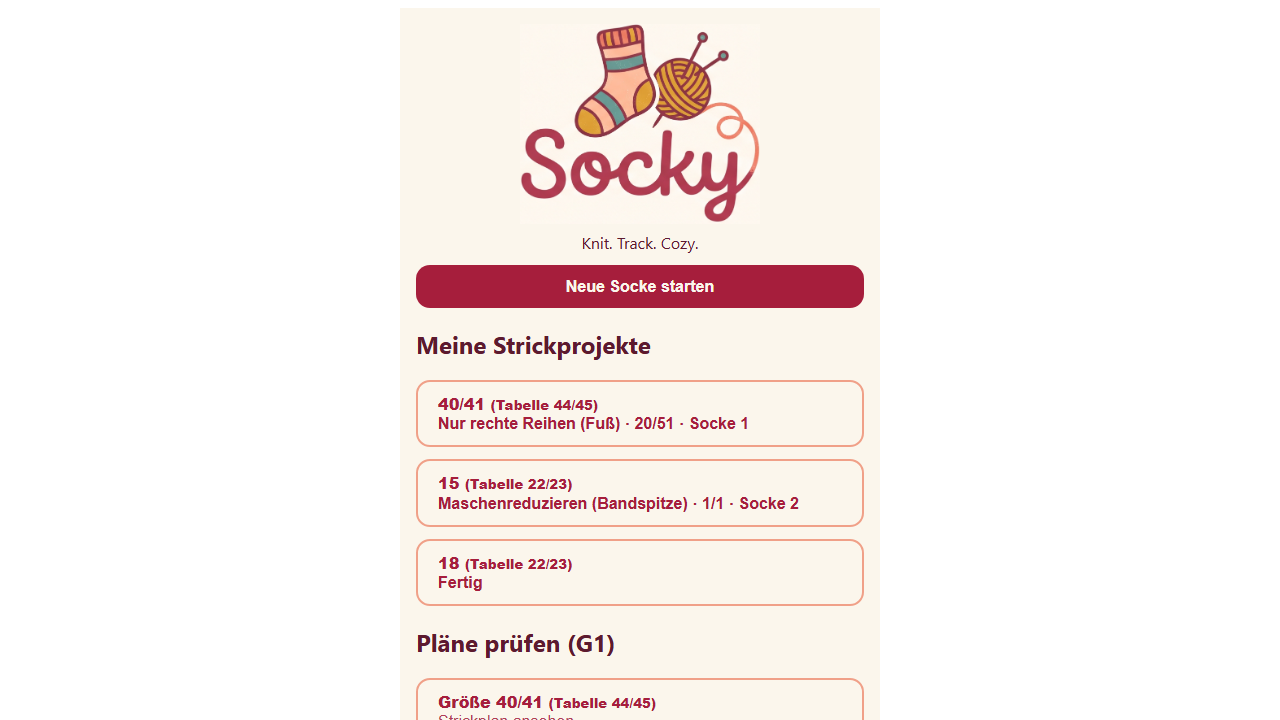 Socky
Knit. Track. Cozy.
Neue Socke starten
Meine Strickprojekte
40/41 (Tabelle 44/45)
Nur rechte Reihen (Fuß) · 20/51 · Socke 1
15 (Tabelle 22/23)
Maschenreduzieren (Bandspitze) · 1/1 · Socke 2
18 (Tabelle 22/23)
Fertig
Pläne prüfen (G1)
Größe 40/41 (Tabelle 44/45)
Strickplan ansehen